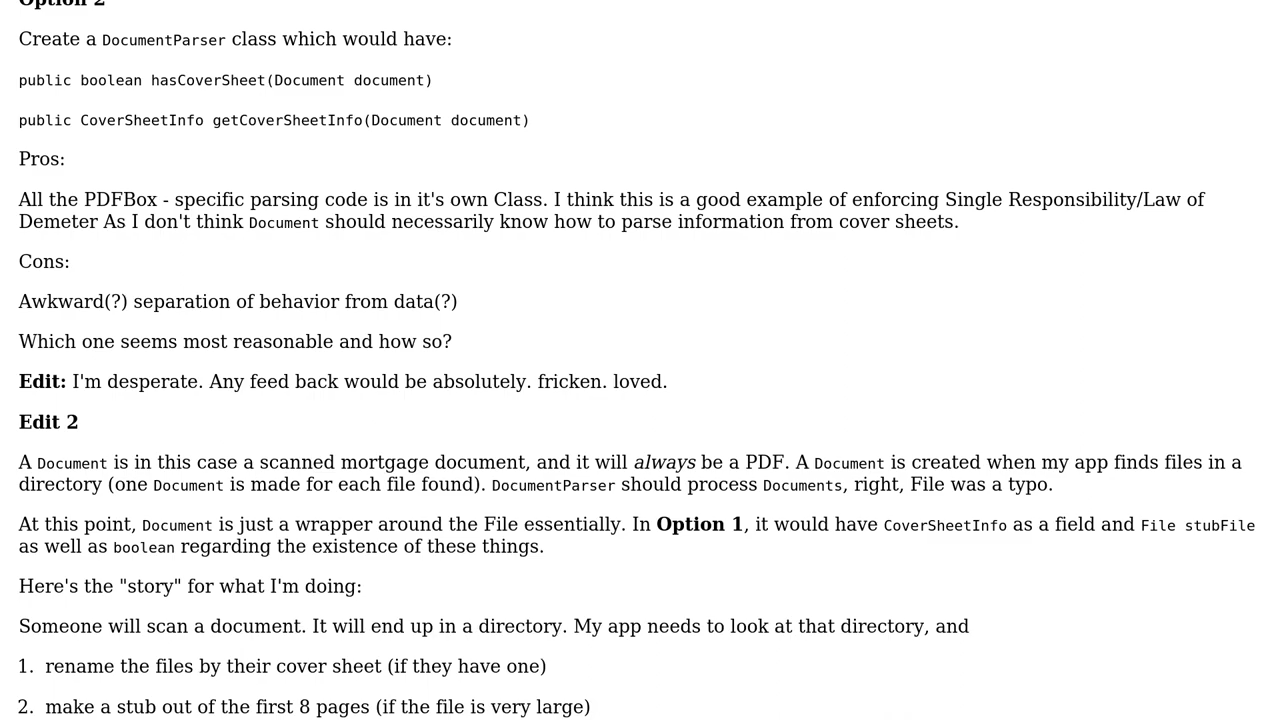 Option 2
Create a DocumentParser class which would have:
public boolean hasCoverSheet(Document document)
public CoverSheetInfo getCoverSheetInfo(Document document)
Pros:
All the PDFBox - specific parsing code is in it's own Class. I think this is a good example of enforcing Single Responsibility/Law of
Demeter As I don't think Document should necessarily know how to parse information from cover sheets.
Cons:
Awkward(?) separation of behavior from data(?)
Which one seems most reasonable and how so?
Edit: I'm desperate. Any feed back would be absolutely. fricken. loved.
Edit 2
A Document is in this case a scanned mortgage document, and it will always be a PDF. A Document is created when my app finds files in a
directory (one Document is made for each file found). DocumentParser should process Documents, right, File was a typo.
At this point, Document is just a wrapper around the File essentially. In Option 1, it would have CoverSheetInfo as a field and File stubFile
as well as boolean regarding the existence of these things.
Here's the "story" for what I'm doing:
Someone will scan a document. It will end up in a directory. My app needs to look at that directory, and
1. rename the files by their cover sheet (if they have one)
2. make a stub out of the first 8 pages (if the file is very large)